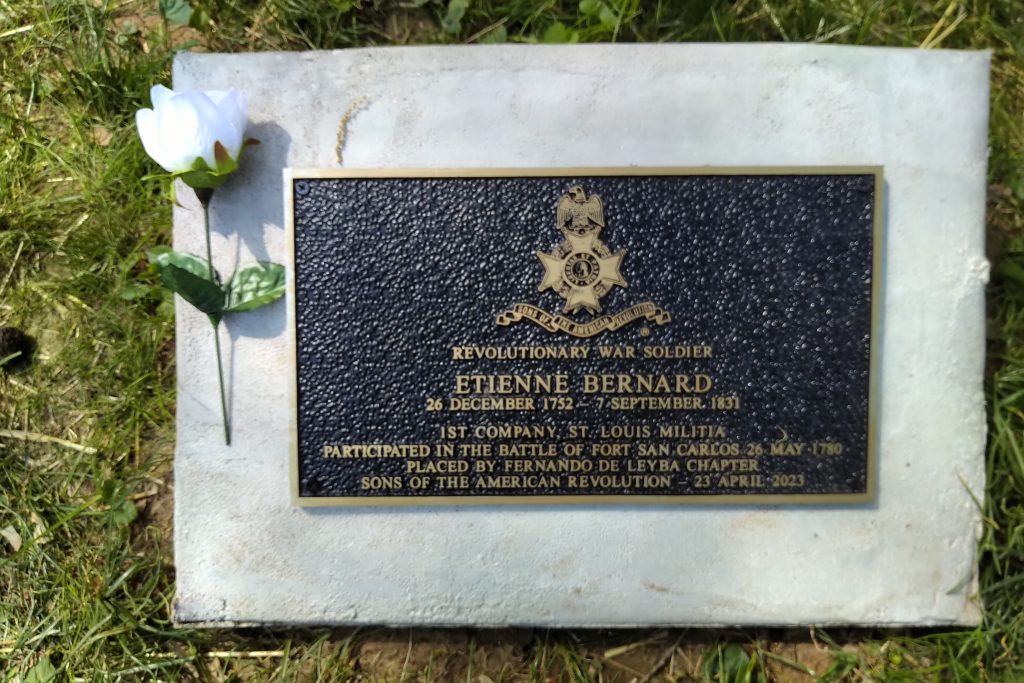 SONS OF THE AMERICAN REVOLUTION
REVOLUTIONARY WAR SOLDIER
ETIENNE BERNARD
26 DECEMBER 1752 – 7 SEPTEMBER 1831
1ST COMPANY, ST. LOUIS MILITIA
PARTICIPATED IN THE BATTLE OF FORT SAN CARLOS 26 MAY 1780
PLACED BY FERNANDO DE LEYBA CHAPTER
SONS OF THE AMERICAN REVOLUTION – 23 APRIL 2023